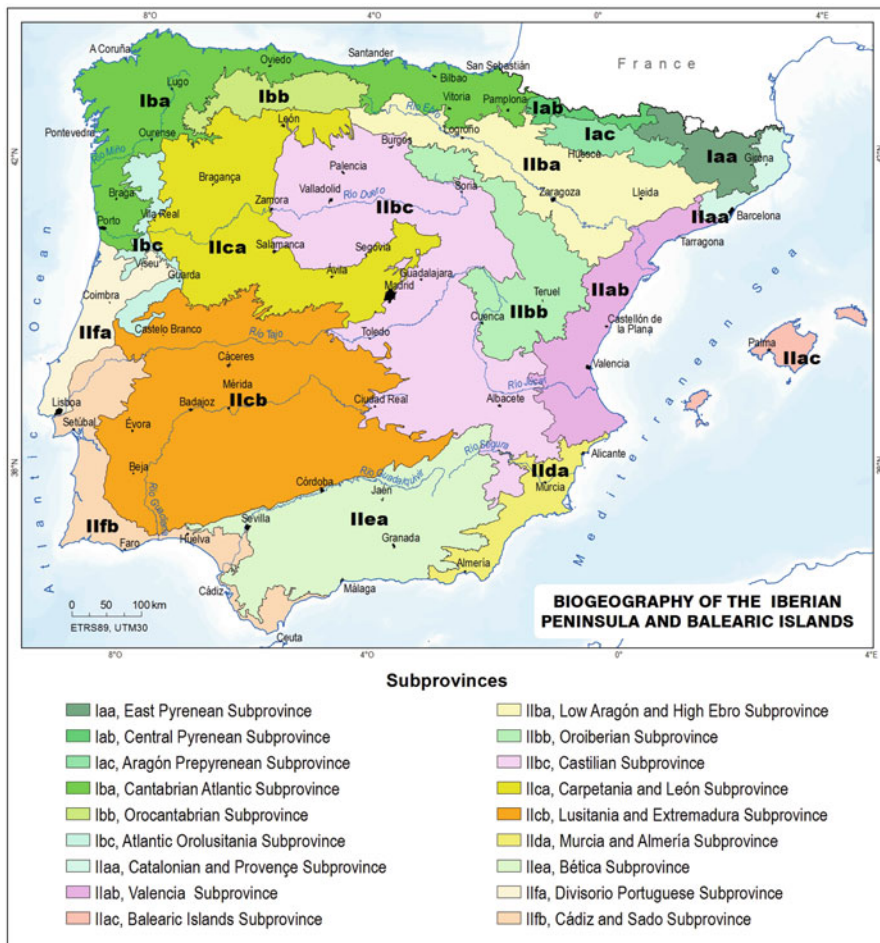 8°O
4°O
0°
4°E
A Coruña
Santander
San Sebastián
France
Oviedo
Bilbao
Iba
Lugo
Ibb
Vitoria
Pamplona
Iab
León
Río Ebro
Iac
Pontevedre
Ourense
Logroño
Burgos
Huesca
Iaa
Girona
42°N
Río Miño
IIba
Bragança
Palencia
Soria
Braga
Zamora
Valladolid
Río Duero
IIbc
Zaragoza
Lleida
Porto
Vila Real
IIaa
Barcelona
Ibc
IIca
Salamanca
Segovia
Tarragona
Viseu
Guarda
Ávila
Guadalajara
Madrid
IIab
Coimbra
Teruel
IIfa
Castelo Branco
Cuenca
IIbb
Castellón de
la Plana
Río Tajo
Toledo
Palma
IIac
Cáceres
Valencia
Mérida
Río Júcar
Lisboa
Badajoz
IIcb
Ciudad Real
Albacete
Setúbal
Évora
Río Segura
38°N
Beja
IIda
Alicante
Río Guadalquivir
Córdoba
Jaén
Murcia
Río Guadiana
Sevilla
IIfb
Huelva
IIea
Granada
Faro
Almería
Cádiz
Málaga
Atlantic Ocean
Mediterranean Sea
0 50 100 km
ETRS89, UTM30
Ceuta
BIOGEOGRAPHY OF THE IBERIAN
PENINSULA AND BALEARIC ISLANDS
8°O
4°O
0°
4°E
Subprovinces
Iaa, East Pyrenean Subprovince
Iab, Central Pyrenean Subprovince
Iac, Aragón Prepyrenean Subprovince
Iba, Cantabrian Atlantic Subprovince
Ibb, Orocantabrian Subprovince
Ibc, Atlantic Orolusitania Subprovince
IIaa, Catalonian and Provençe Subprovince
IIab, Valencia Subprovince
IIac, Balearic Islands Subprovince
IIba, Low Aragón and High Ebro Subprovince
IIbb, Oroiberian Subprovince
IIbc, Castilian Subprovince
IIca, Carpetania and León Subprovince
IIcb, Lusitania and Extremadura Subprovince
IIda, Murcia and Almería Subprovince
IIea, Bética Subprovince
IIfa, Divisorio Portuguese Subprovince
IIfb, Cádiz and Sado Subprovince